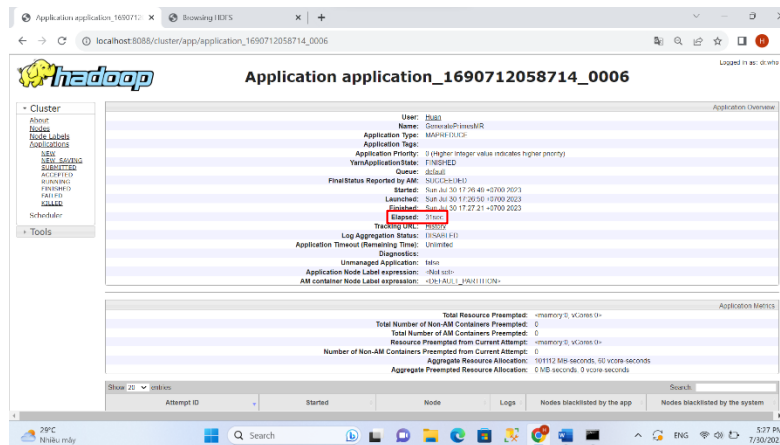 Application application_1690712
Browsing HDFS
localhost:8088/cluster/app/application_1690712058714_0006
Logged in as: dr.who
hadoop
Application application_1690712058714_0006
Cluster
About
Nodes
Node Labels
Applications
NEW
NEW_SAVING
SUBMITTED
ACCEPTED
RUNNING
FINISHED
FAILED
KILLED
Scheduler
Tools
Application Overview
User: Huan
Name: GeneratePrimesMR
Application Type: MAPREDUCE
Application Tags:
Application Priority: 0 (Higher Integer value indicates higher priority)
YarnApplicationState: FINISHED
Queue: default
FinalStatus Reported by AM: SUCCEEDED
Started: Sun Jul 30 17:26:49 +0700 2023
Launched: Sun Jul 30 17:26:50 +0700 2023
Finished: Sun Jul 30 17:27:21 +0700 2023
Elapsed: 31sec
Tracking URL: History
Log Aggregation Status: DISABLED
Application Timeout (Remaining Time): Unlimited
Diagnostics:
Unmanaged Application: false
Application Node Label expression: <Not set>
AM container Node Label expression: <DEFAULT_PARTITION>
Application Metrics
Total Resource Preempted: <memory:0, vCores:0>
Total Number of Non-AM Containers Preempted: 0
Total Number of AM Containers Preempted: 0
Resource Preempted from Current Attempt: <memory:0, vCores:0>
Number of Non-AM Containers Preempted from Current Attempt: 0
Aggregate Resource Allocation: 101112 MB-seconds, 60 vcore-seconds
Aggregate Preempted Resource Allocation: 0 MB-seconds, 0 vcore-seconds
Show 20 entries
Search:
Attempt ID Started Node Logs Nodes blacklisted by the app Nodes blacklisted by the system
29°C
Nhiều mây
Search
ENG
5:27 PM
7/30/2023